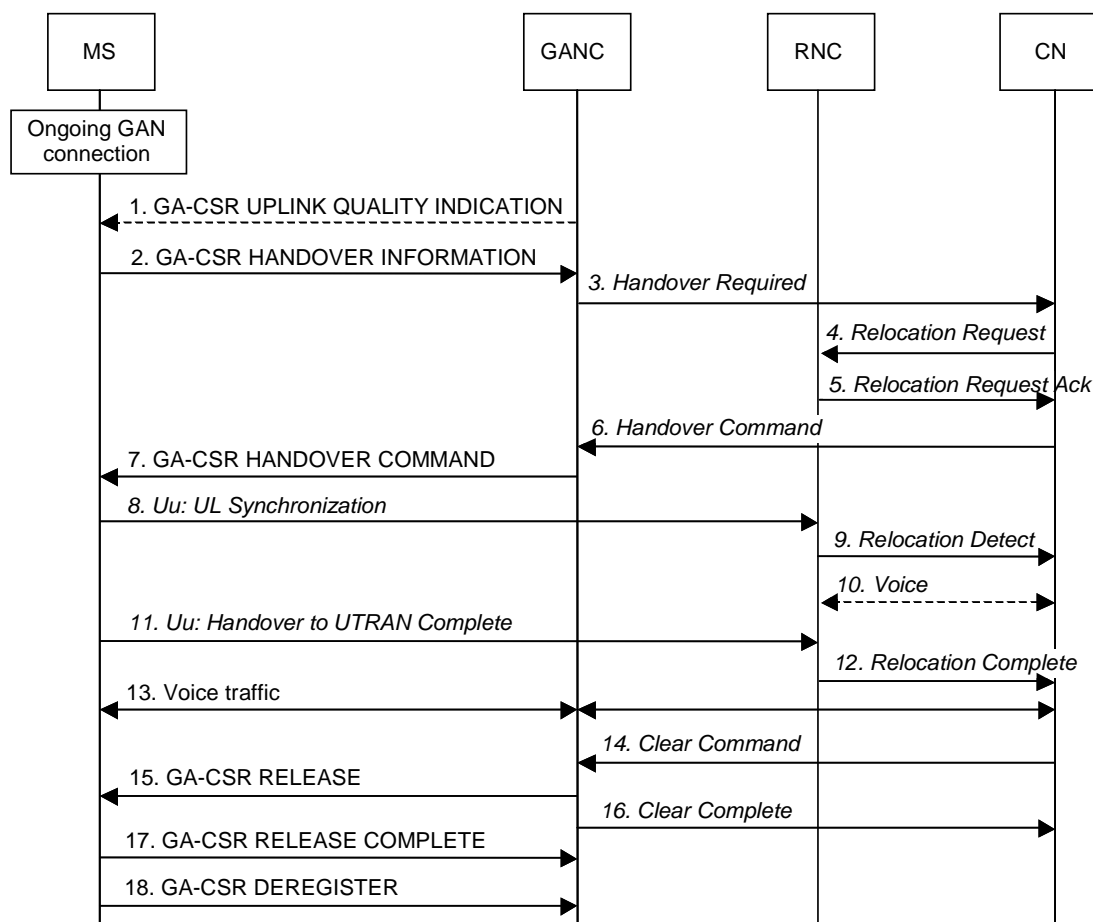 MS
GANC
RNC
CN
Ongoing GAN
connection
1. GA-CSR UPLINK QUALITY INDICATION
2. GA-CSR HANDOVER INFORMATION
3. Handover Required
4. Relocation Request
5. Relocation Request Ack
6. Handover Command
7. GA-CSR HANDOVER COMMAND
8. Uu: UL Synchronization
9. Relocation Detect
10. Voice
11. Uu: Handover to UTRAN Complete
12. Relocation Complete
13. Voice traffic
14. Clear Command
15. GA-CSR RELEASE
16. Clear Complete
17. GA-CSR RELEASE COMPLETE
18. GA-CSR DEREGISTER